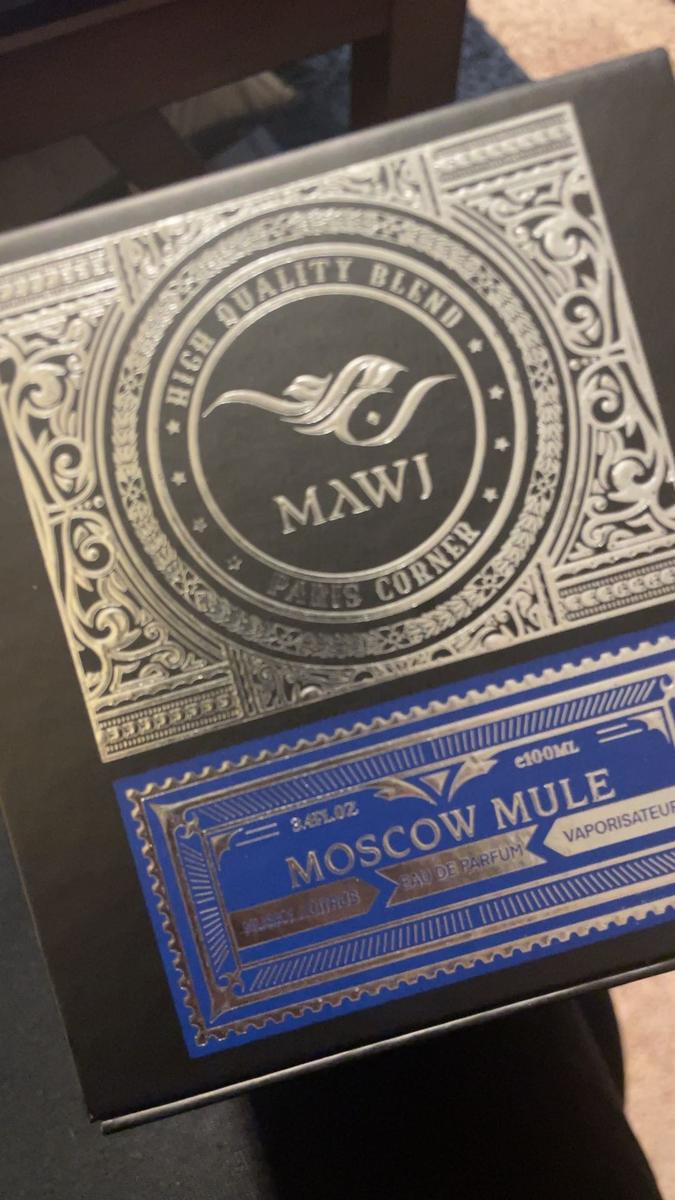 HIGH QUALITY BLEND
MAWJ
PARIS CORNER
3.4FL.OZ e100ML
MOSCOW MULE
EAU DE PARFUM VAPORISATEUR